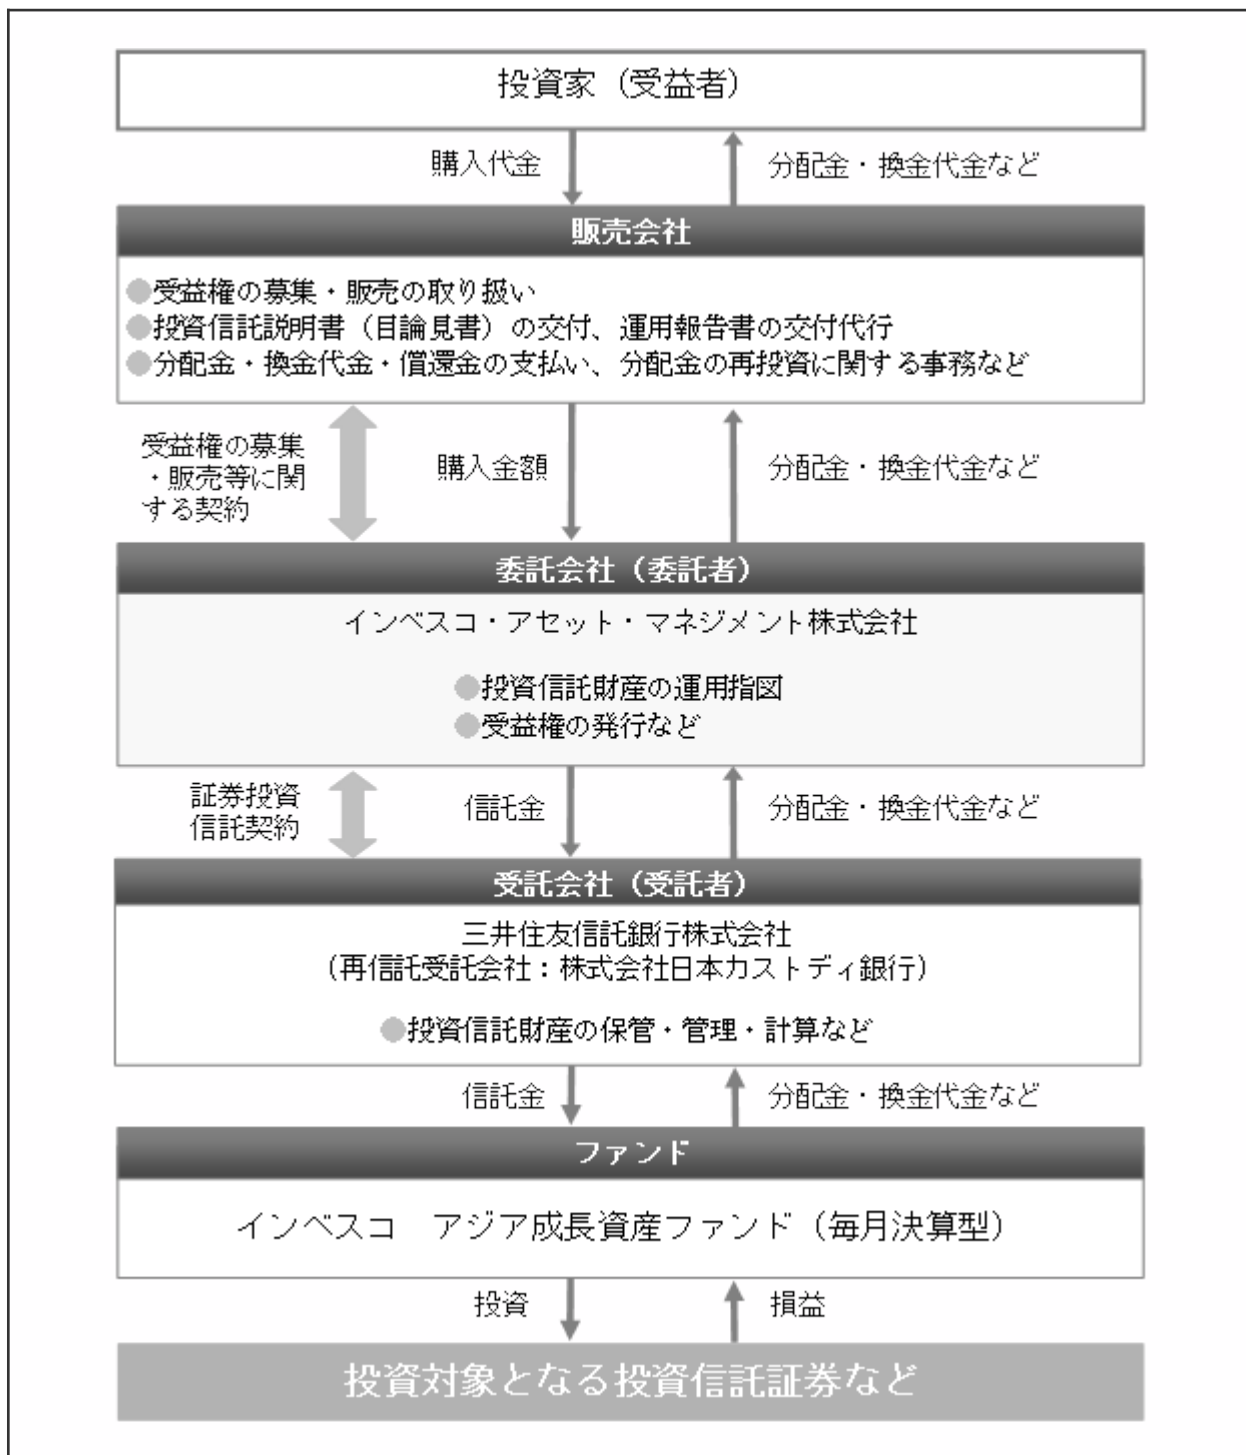 投資家（受益者）
購入代金
分配金・換金代金など
販売会社
●受益権の募集・販売の取り扱い
●投資信託説明書（目論見書）の交付、運用報告書の交付代行
●分配金・換金代金・償還金の支払い、分配金の再投資に関する事務など
受益権の募集
・販売等に関
する契約
購入金額
分配金・換金代金など
委託会社（委託者）
インベスコ・アセット・マネジメント株式会社
●投資信託財産の運用指図
●受益権の発行など
証券投資
信託契約
信託金
分配金・換金代金など
受託会社（受託者）
三井住友信託銀行株式会社
（再信託受託会社：株式会社日本カストディ銀行）
●投資信託財産の保管・管理・計算など
信託金
分配金・換金代金など
ファンド
インベスコ　アジア成長資産ファンド（毎月決算型）
投資
損益
投資対象となる投資信託証券など